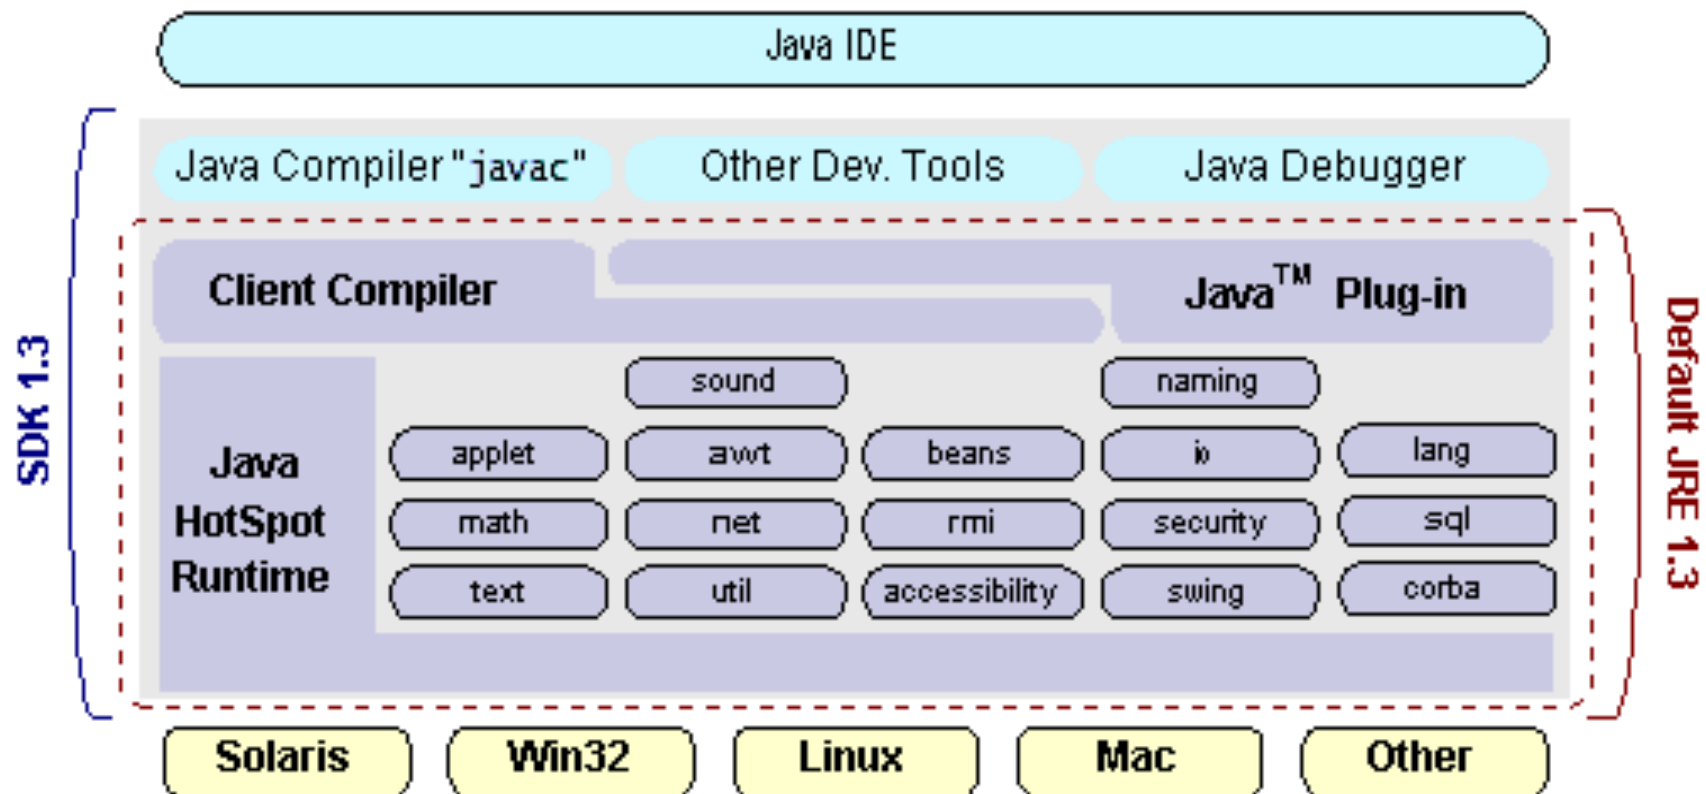 Java IDE
Java Compiler "javac"
Other Dev. Tools
Java Debugger
Client Compiler
Java™ Plug-in
SDK 1.3
Default JRE 1.3
Java
HotSpot
Runtime
sound
naming
applet
awt
beans
io
lang
math
net
rmi
security
sql
text
util
accessibility
swing
corba
Solaris
Win32
Linux
Mac
Other